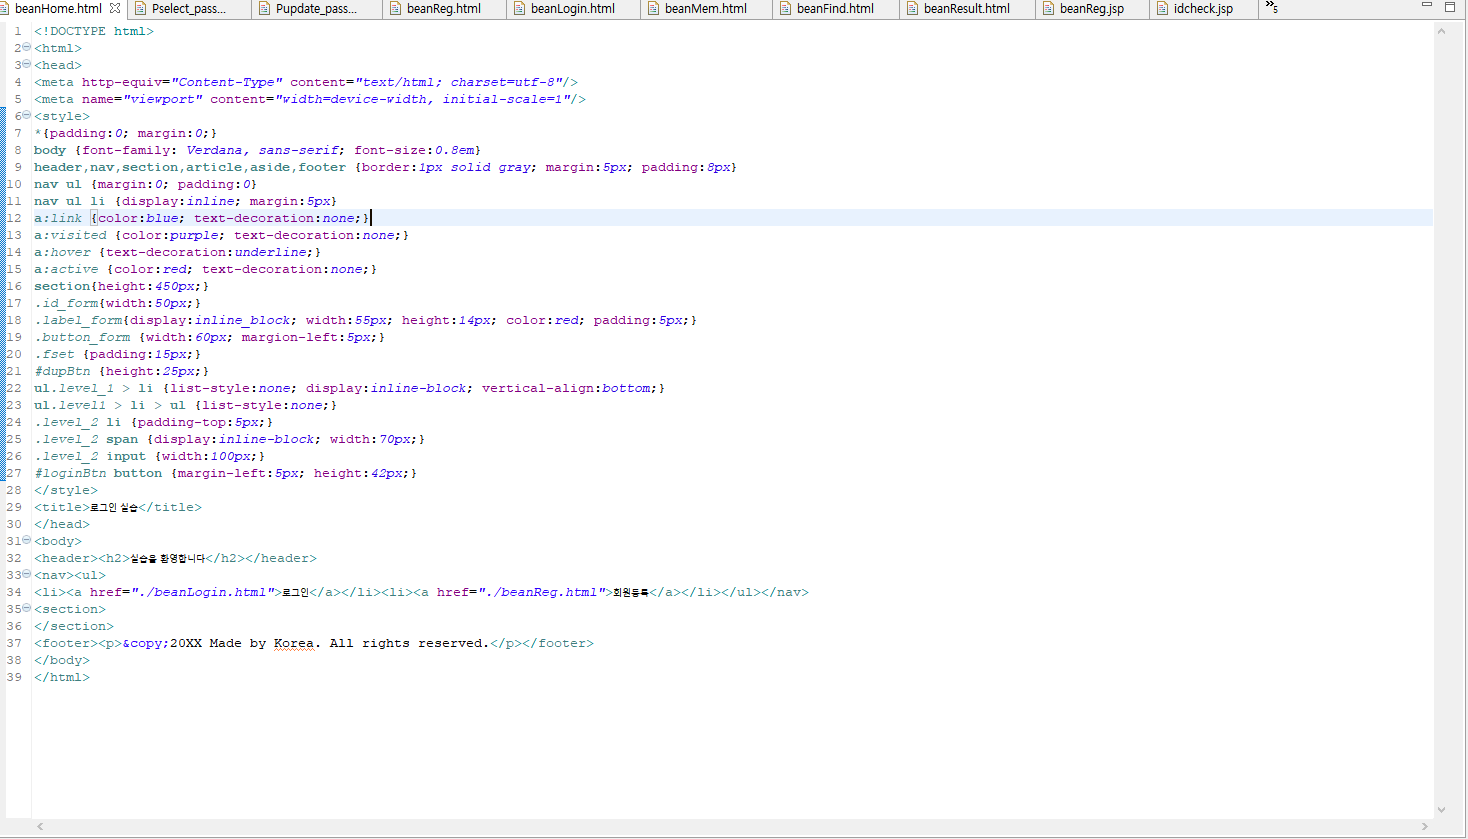 beanHome.html Pselect_pass... Pupdate_pass... beanReg.html beanLogin.html beanMem.html beanFind.html beanResult.html beanReg.jsp idcheck.jsp »5
1 <!DOCTYPE html>
2 <html>
3 <head>
4 <meta http-equiv="Content-Type" content="text/html; charset=utf-8"/>
5 <meta name="viewport" content="width=device-width, initial-scale=1"/>
6 <style>
7 *{padding:0; margin:0;}
8 body {font-family: Verdana, sans-serif; font-size:0.8em}
9 header,nav,section,article,aside,footer {border:1px solid gray; margin:5px; padding:8px}
10 nav ul {margin:0; padding:0}
11 nav ul li {display:inline; margin:5px}
12 a:link {color:blue; text-decoration:none;}
13 a:visited {color:purple; text-decoration:none;}
14 a:hover {text-decoration:underline;}
15 a:active {color:red; text-decoration:none;}
16 section{height:450px;}
17 .id_form{width:50px;}
18 .label_form{display:inline_block; width:55px; height:14px; color:red; padding:5px;}
19 .button_form {width:60px; margion-left:5px;}
20 .fset {padding:15px;}
21 #dupBtn {height:25px;}
22 ul.level_1 > li {list-style:none; display:inline-block; vertical-align:bottom;}
23 ul.level1 > li > ul {list-style:none;}
24 .level_2 li {padding-top:5px;}
25 .level_2 span {display:inline-block; width:70px;}
26 .level_2 input {width:100px;}
27 #loginBtn button {margin-left:5px; height:42px;}
28 </style>
29 <title>로그인 실습</title>
30 </head>
31 <body>
32 <header><h2>실습을 환영합니다</h2></header>
33 <nav><ul>
34 <li><a href="./beanLogin.html">로그인</a></li><li><a href="./beanReg.html">회원등록</a></li></ul></nav>
35 <section>
36 </section>
37 <footer><p>&copy;20XX Made by Korea. All rights reserved.</p></footer>
38 </body>
39 </html>